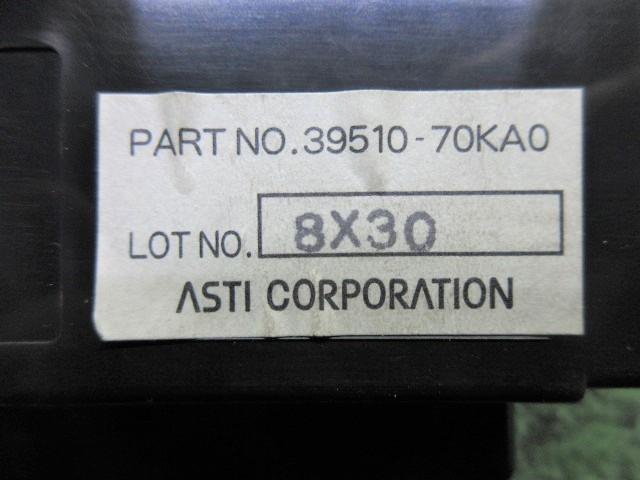 PART NO.39510-70KA0
LOT NO. 8X30
ASTI CORPORATION